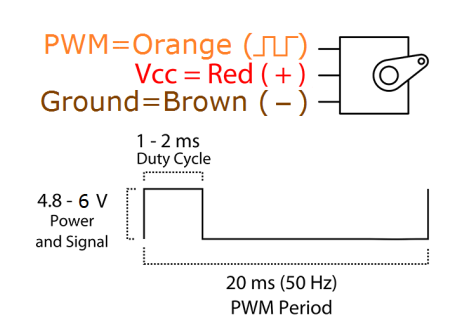 PWM=Orange (⎍⎍)
Vcc = Red ( + )
Ground=Brown ( − )
1 - 2 ms
Duty Cycle
4.8 - 6 V
Power
and Signal
20 ms (50 Hz)
PWM Period